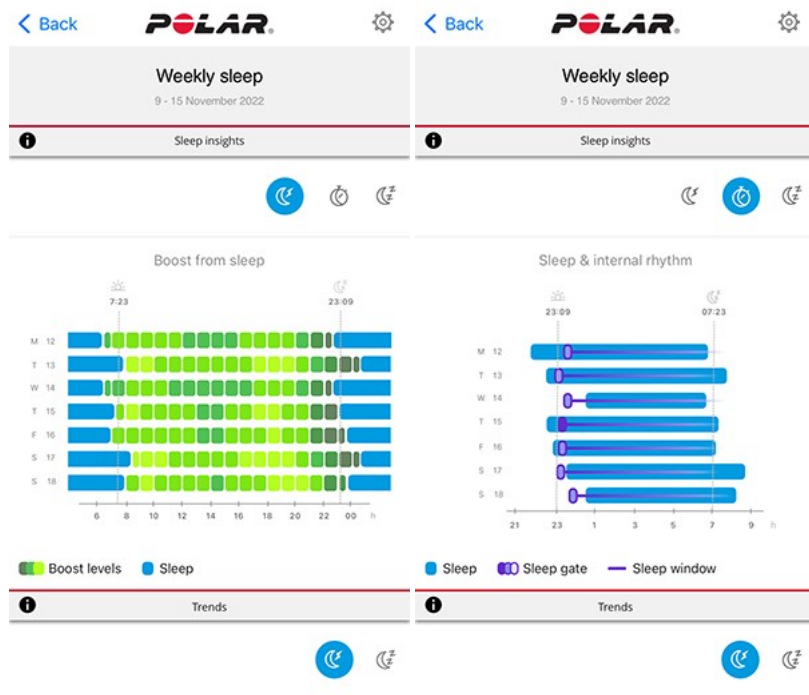 Back
POLAR.
Weekly sleep
9 - 15 November 2022
Sleep insights
Boost from sleep
7:23 23:09
M 12
T 13
W 14
T 15
F 16
S 17
S 18
6 8 10 12 14 16 18 20 22 00 h
Boost levels Sleep
Trends
Back
POLAR.
Weekly sleep
9 - 15 November 2022
Sleep insights
Sleep & internal rhythm
23:09 07:23
M 12
T 13
W 14
T 15
F 16
S 17
S 18
21 23 1 3 5 7 9 h
Sleep Sleep gate Sleep window
Trends